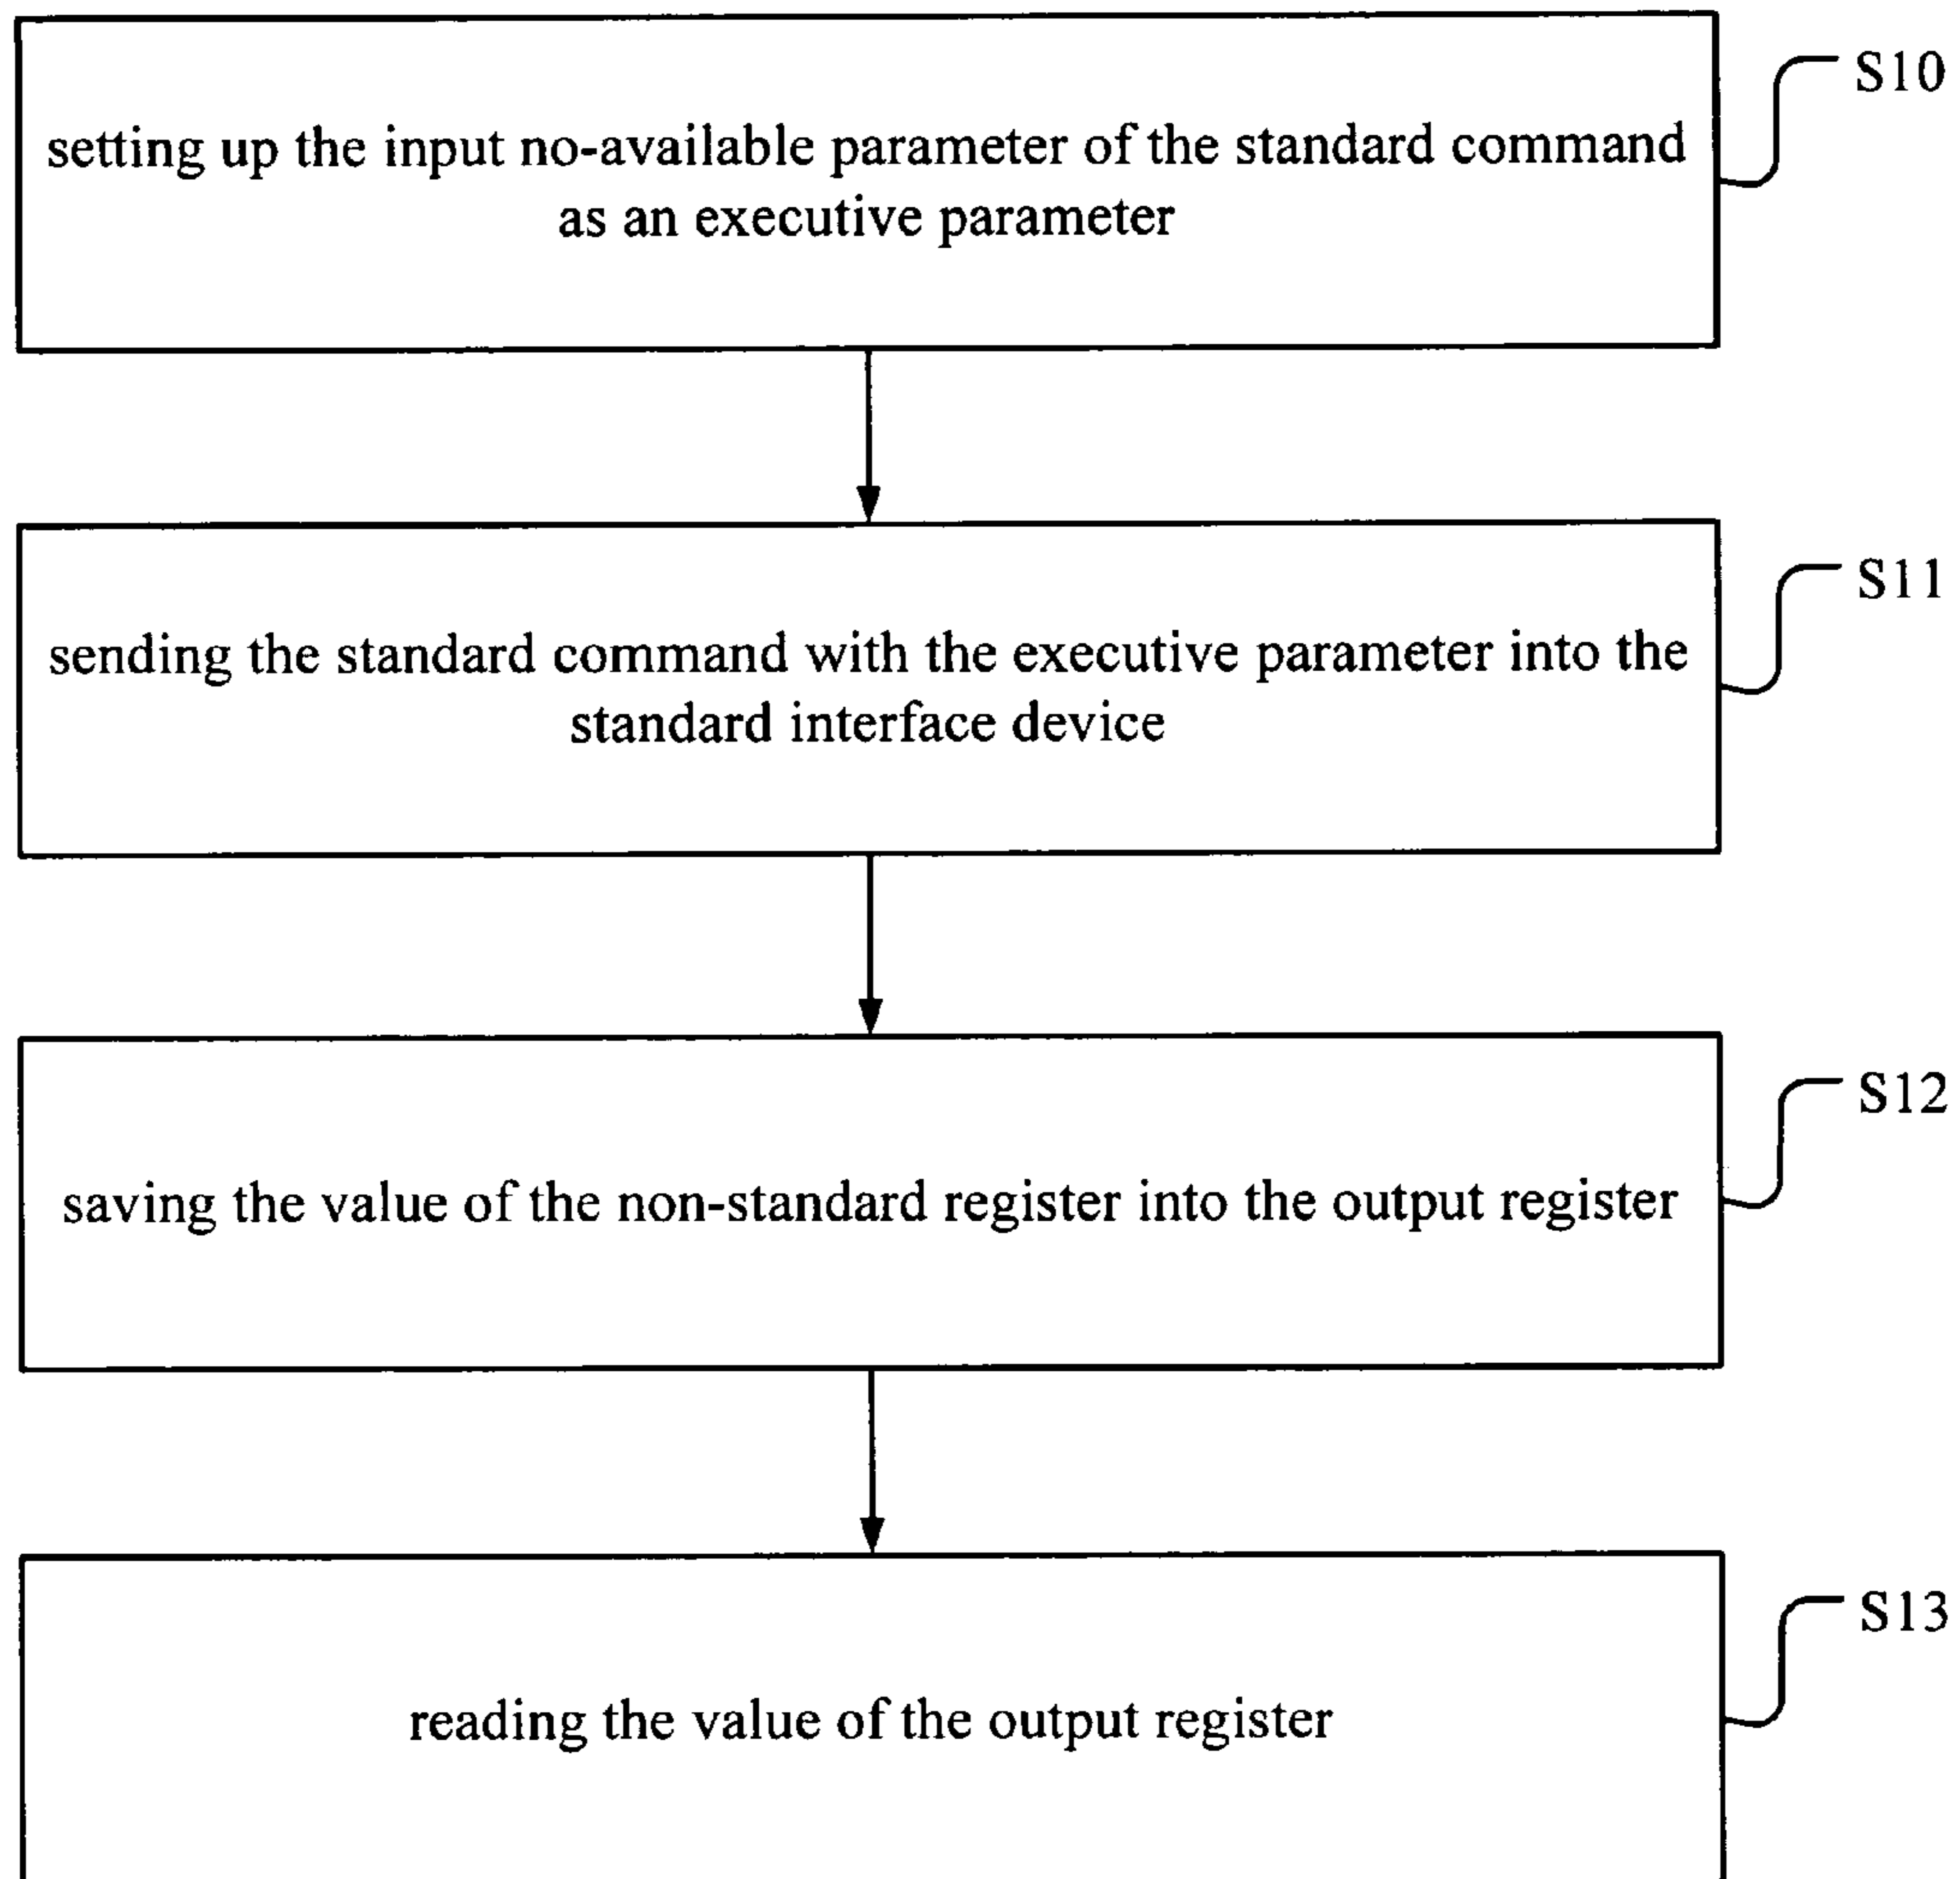 S10
setting up the input no-available parameter of the standard command
as an executive parameter
S11
sending the standard command with the executive parameter into the
standard interface device
S12
saving the value of the non-standard register into the output register
S13
reading the value of the output register